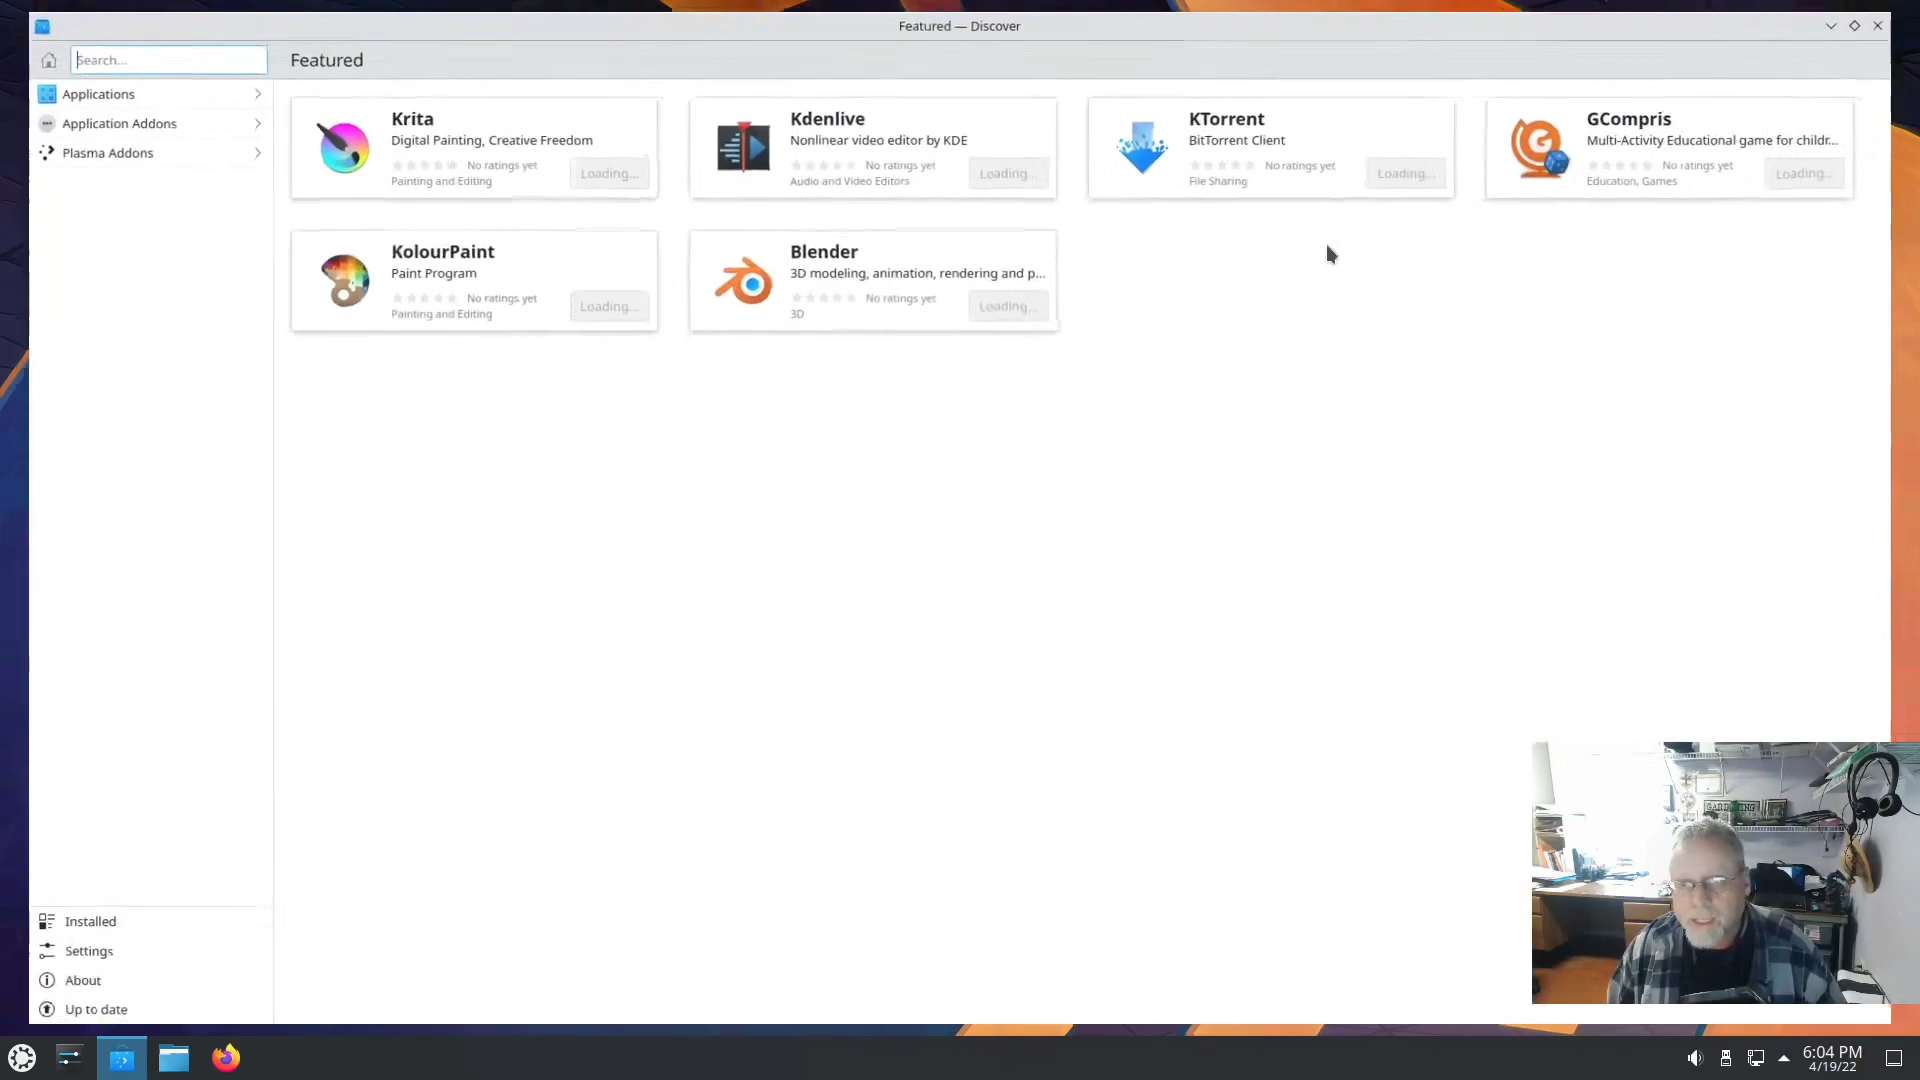 Featured — Discover
Search...
Featured
Applications
Application Addons
Plasma Addons
Krita
Digital Painting, Creative Freedom
No ratings yet
Painting and Editing
Loading...
Kdenlive
Nonlinear video editor by KDE
No ratings yet
Audio and Video Editors
Loading...
KTorrent
BitTorrent Client
No ratings yet
File Sharing
Loading...
GCompris
Multi-Activity Educational game for childr...
No ratings yet
Education, Games
Loading...
KolourPaint
Paint Program
No ratings yet
Painting and Editing
Loading...
Blender
3D modeling, animation, rendering and p...
No ratings yet
3D
Loading...
Installed
Settings
About
Up to date
6:04 PM
4/19/22